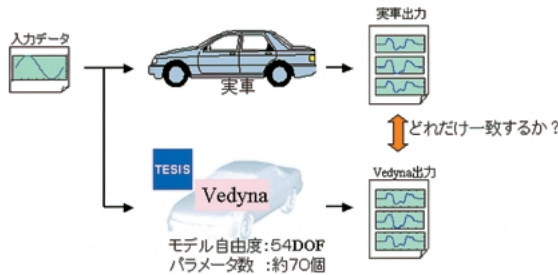 入力データ
実車
実車出力
どれだけ一致するか?
TESIS
Vedyna
Vedyna出力
モデル自由度:54DOF
パラメータ数 :約70個